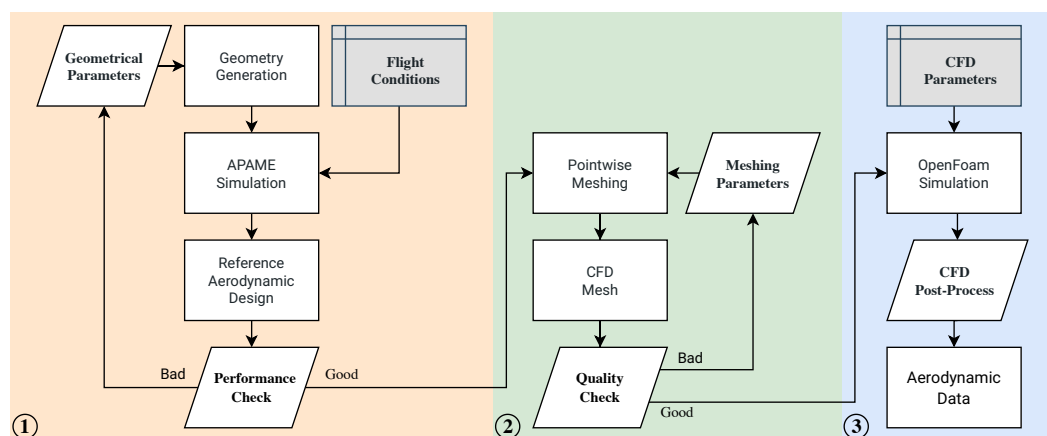 Geometrical
Parameters
Geometry
Generation
Flight
Conditions
APAME
Simulation
Reference
Aerodynamic
Design
Performance
Check
Bad
Good
1
Pointwise
Meshing
Meshing
Parameters
CFD
Mesh
Quality
Check
Bad
Good
2
CFD
Parameters
OpenFoam
Simulation
CFD
Post-Process
Aerodynamic
Data
3